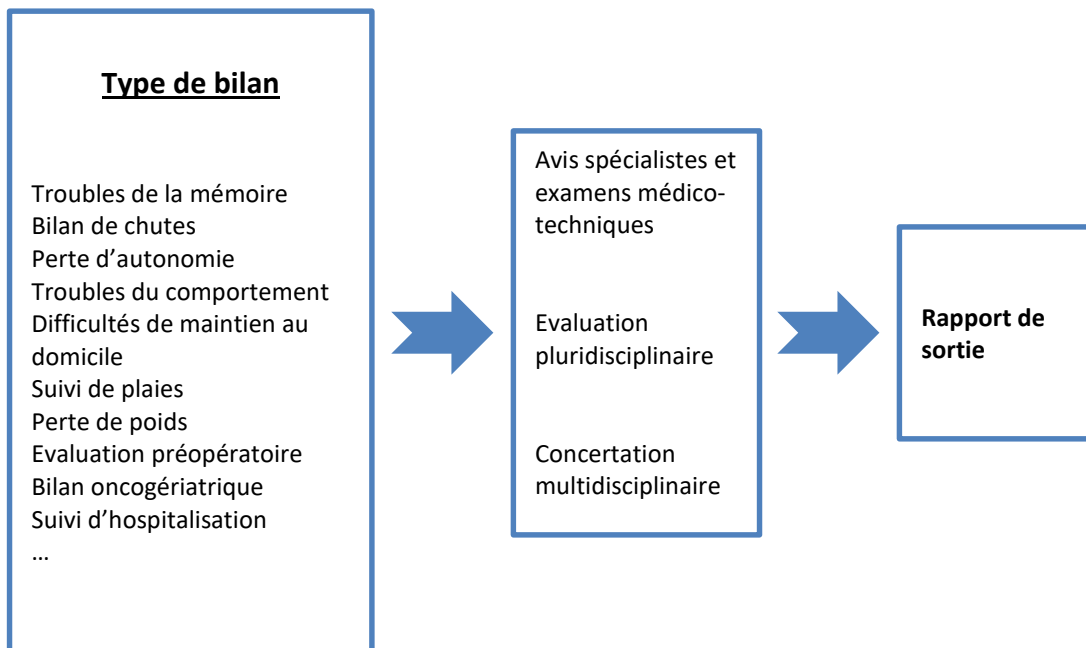 Type de bilan
Troubles de la mémoire
Bilan de chutes
Perte d’autonomie
Troubles du comportement
Difficultés de maintien au
domicile
Suivi de plaies
Perte de poids
Evaluation préopératoire
Bilan oncogériatrique
Suivi d’hospitalisation
…
Avis spécialistes et
examens médico-
techniques
Evaluation
pluridisciplinaire
Concertation
multidisciplinaire
Rapport de
sortie